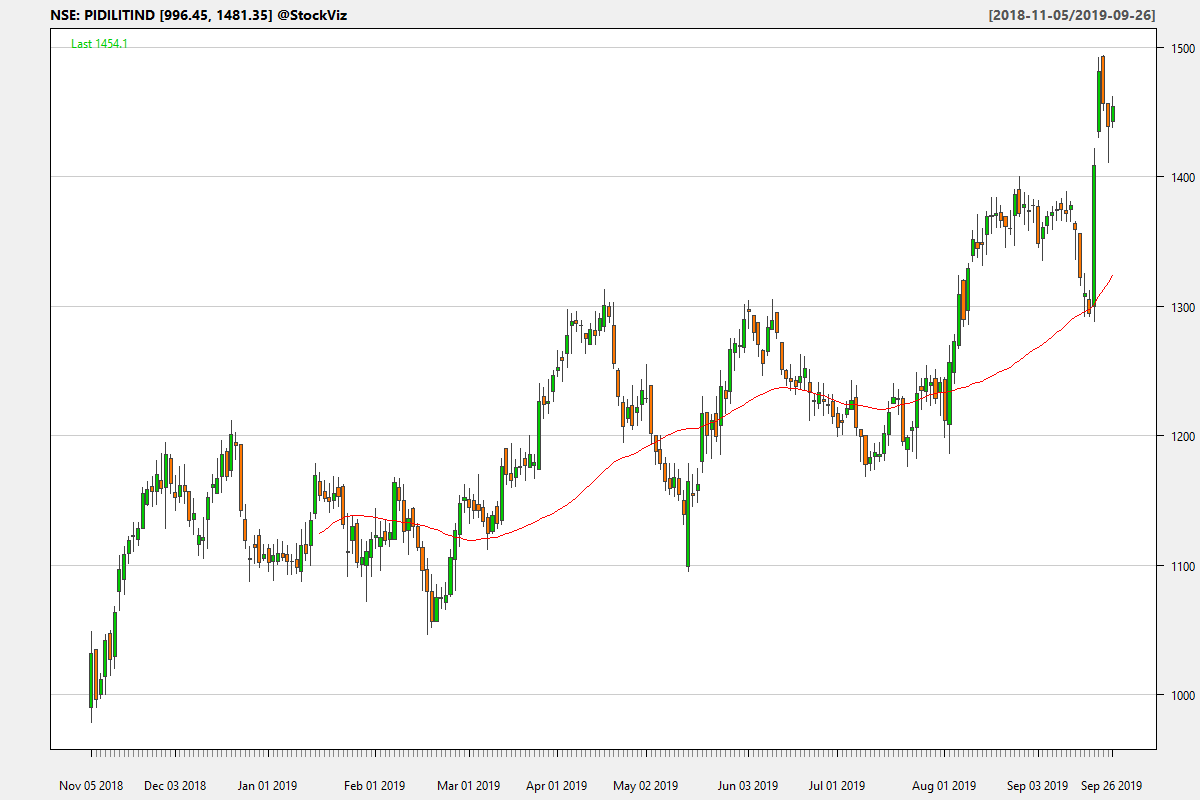 NSE: PIDILITIND [996.45, 1481.35] @StockViz
[2018-11-05/2019-09-26]
Last 1454.1
1500
1400
1300
1200
1100
1000
Nov 05 2018
Dec 03 2018
Jan 01 2019
Feb 01 2019
Mar 01 2019
Apr 01 2019
May 02 2019
Jun 03 2019
Jul 01 2019
Aug 01 2019
Sep 03 2019
Sep 26 2019